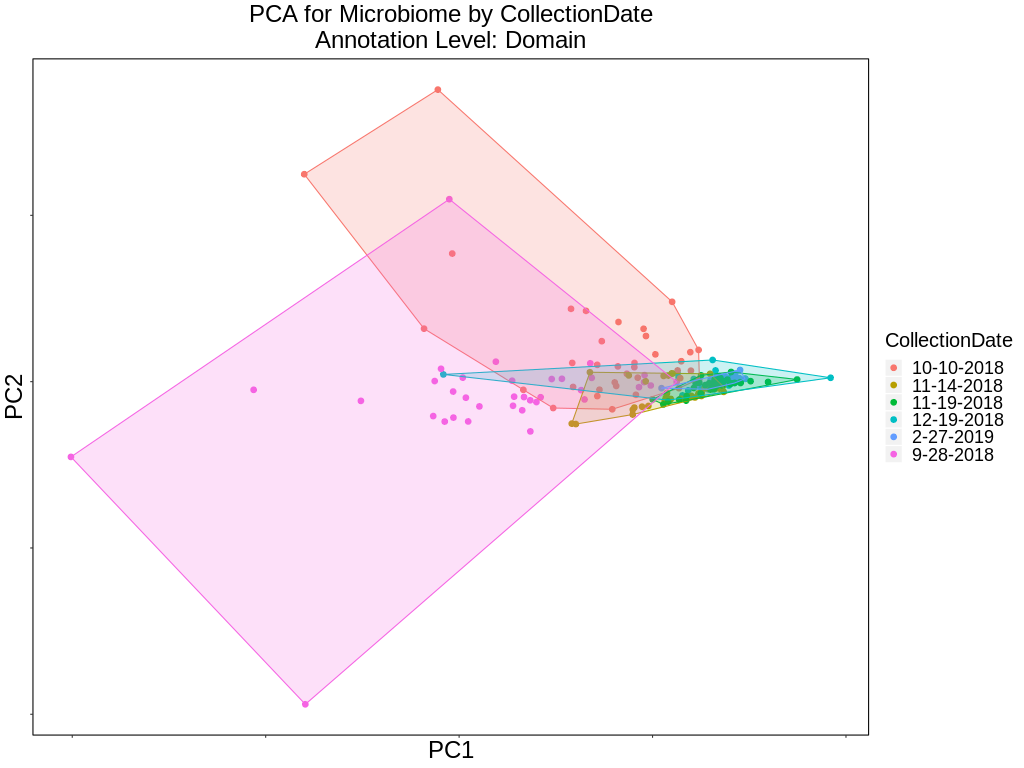 PCA for Microbiome by CollectionDate
Annotation Level: Domain
PC2
PC1
CollectionDate
10-10-2018
11-14-2018
11-19-2018
12-19-2018
2-27-2019
9-28-2018